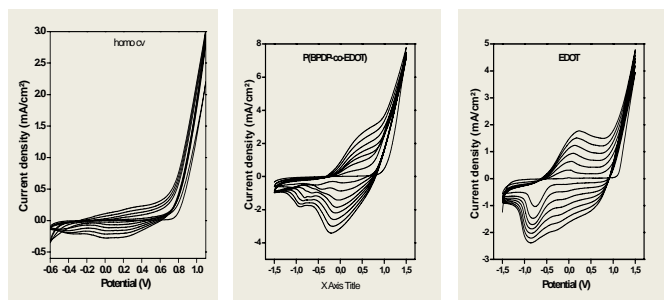 homo cv
Current density (mA/cm²)
3.0
2.5
2.0
1.5
1.0
0.5
0.0
-0.5
-0.6 -0.4 -0.2 0.0 0.2 0.4 0.6 0.8 1.0
Potential (V)
P(BPDP-co-EDOT)
Current density (mA/cm²)
8
6
4
2
0
-2
-4
-1,5 -1,0 -0,5 0,0 0,5 1,0 1,5
X Axis Title
EDOT
Current density (mA/cm²)
5
4
3
2
1
0
-1
-2
-3
-1,5 -1,0 -0,5 0,0 0,5 1,0 1,5
Potential (V)